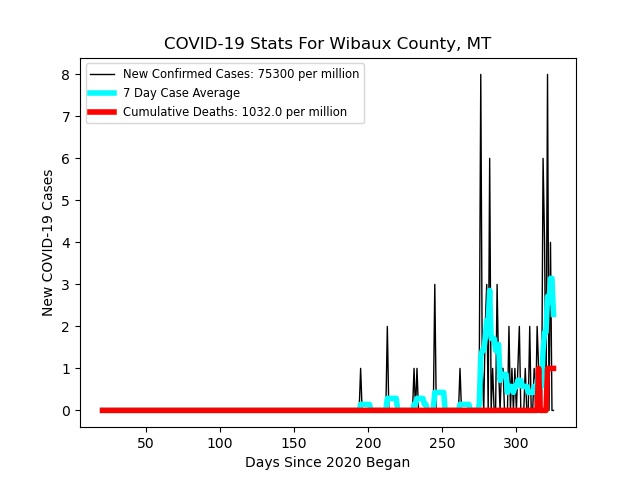 COVID-19 Stats For Wibaux County, MT
New Confirmed Cases: 75300 per million
7 Day Case Average
Cumulative Deaths: 1032.0 per million
New COVID-19 Cases
8
7
6
5
4
3
2
1
0
50 100 150 200 250 300
Days Since 2020 Began